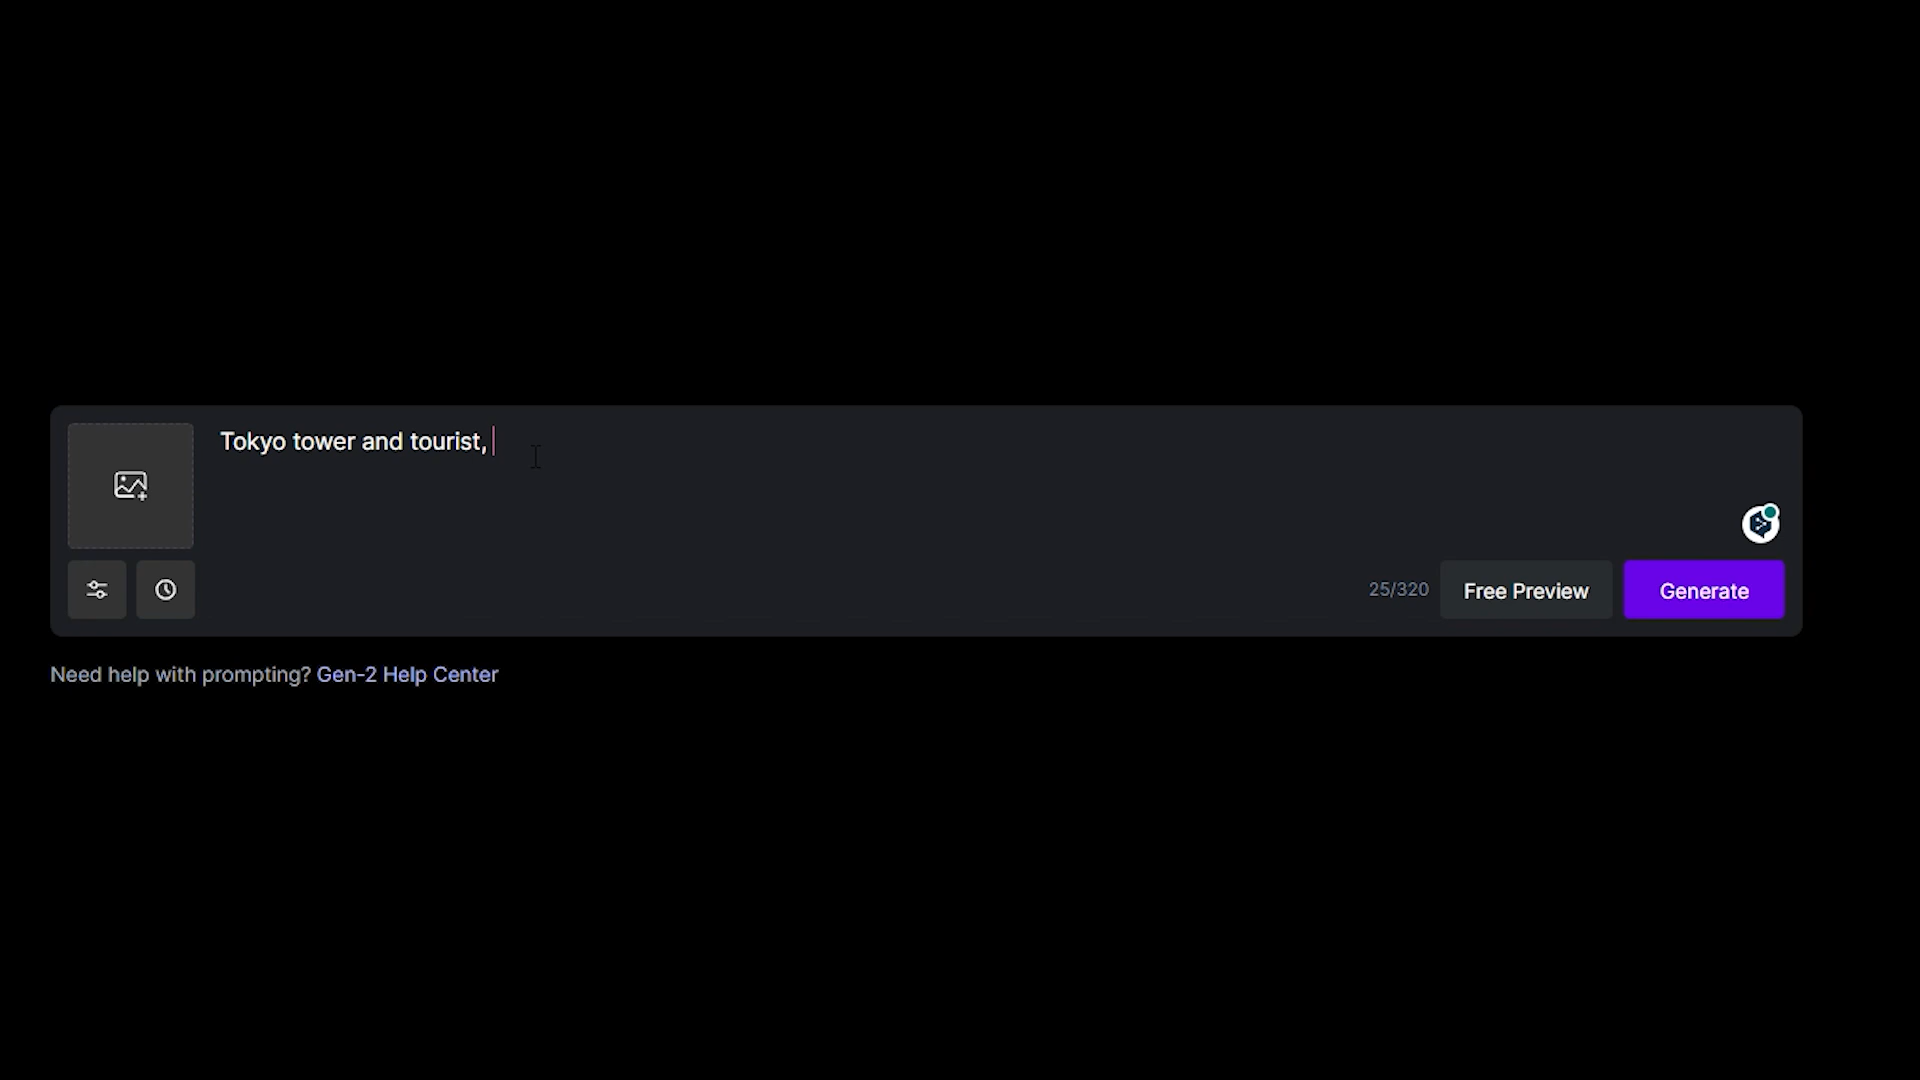 Tokyo tower and tourist,
25/320
Free Preview
Generate
Need help with prompting? Gen-2 Help Center